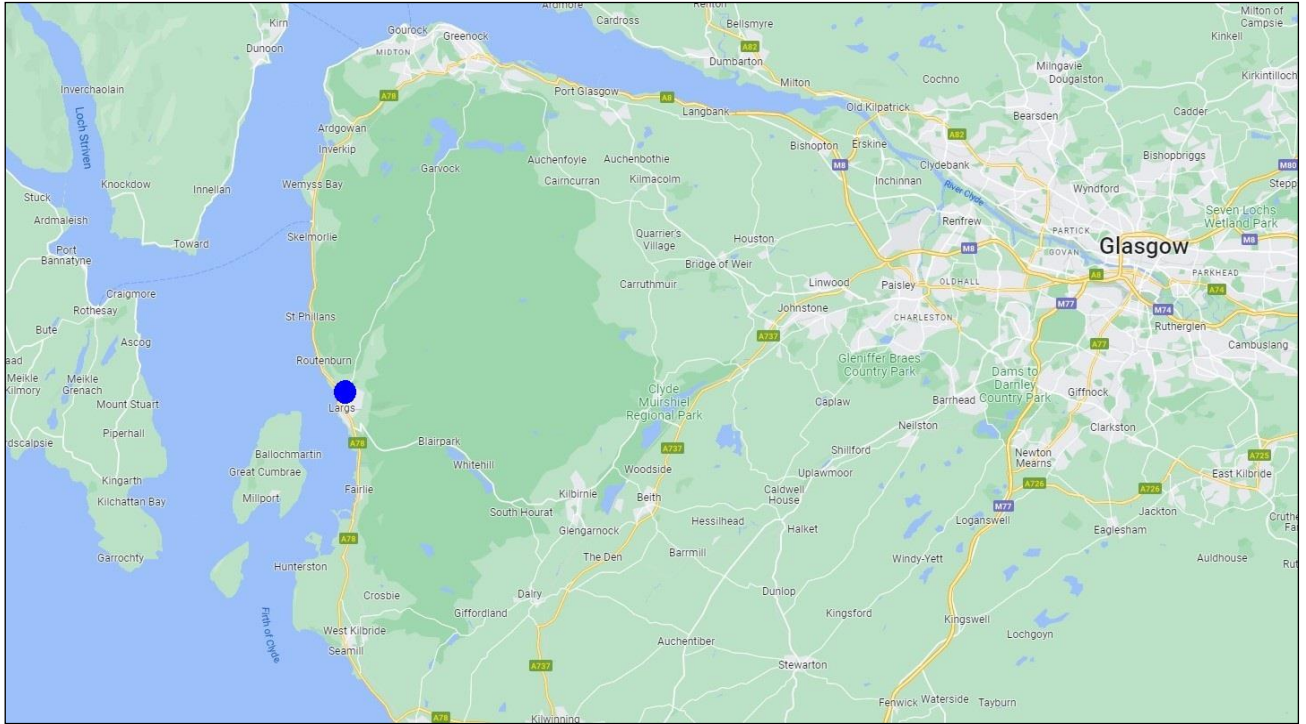 Ardmore
Cardross
Renton
Bellsmyre
Milton of
Campsie
Kirn
Gourock
Greenock
Kinkell
Dunoon
MIDTON
A82
Dumbarton
Milngavie
Dougalston
Kirkintilloch
Inverchaolain
A78
Port Glasgow
A8
Milton
Cochno
Langbank
Old Kilpatrick
Cadder
Bearsden
Loch Striven
Ardgowan
Inverkip
Bishopton
Erskine
A82
Bishopbriggs
Garvock
Auchenfoyle
Auchenbothie
M8
Clydebank
M80
Knockdow
Innellan
Wemyss Bay
Cairncurran
Kilmacolm
Inchinnan
Stepp
Stuck
River Clyde
Wyndford
Ardmaleish
Quarrier's
Village
Renfrew
Seven Lochs
Wetland Park
Port
Bannatyne
Toward
Skelmorlie
Houston
M8
PARTICK
GOVAN
Glasgow
M8
Bridge of Weir
Craigmore
Rothesay
Carruthmuir
Linwood
Paisley
OLDHALL
A8
PARKHEAD
A74
St Phillans
Johnstone
CHARLESTON
M77
M74
Bute
Ascog
A737
Rutherglen
A77
Cambuslang
aad
Meikle
Kilmory
Meikle
Grenach
Routenburn
Gleniffer Braes
Country Park
Mount Stuart
Largs
Clyde
Muirshiel
Regional Park
Caplaw
Barrhead
Dams to
Darnley
Country Park
Giffnock
rdscalpsie
Piperhall
A78
Blairpark
A737
Neilston
Clarkston
Ballochmartin
Shillford
Newton
Mearns
A725
Great Cumbrae
Whitehill
Woodside
Uplawmoor
East Kilbride
Kingarth
Millport
Fairlie
Kilbirnie
Beith
Caldwell
House
A726
A726
Kilchattan Bay
South Hourat
M77
Jackton
Hessilhead
Loganswell
Glengarnock
Halket
Eaglesham
A78
Garrochty
The Den
Barrmill
Windy-Yett
Auldhouse
Hunterston
Crosbie
Dalry
Dunlop
Firth of Clyde
Giffordland
Kingsford
Kingswell
West Kilbride
Auchentiber
Lochgoyn
Seamill
A737
Stewarton
Fenwick
Waterside
Tayburn
A78
Kilwinning